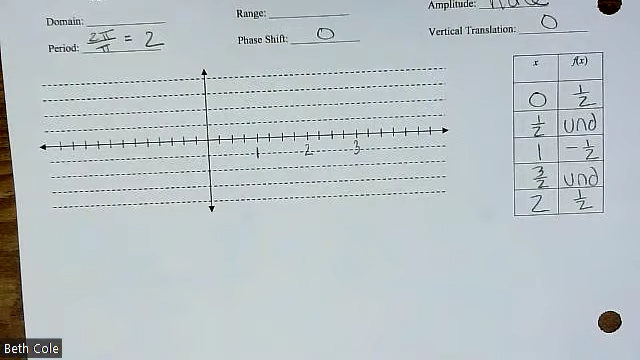 Domain:
Range:
Amplitude:
Period: 2π/π = 2
Phase Shift: 0
Vertical Translation: 0
x f(x)
0 1/2
1/2 und
1 -1/2
3/2 und
2 1/2
1 2 3
Beth Cole